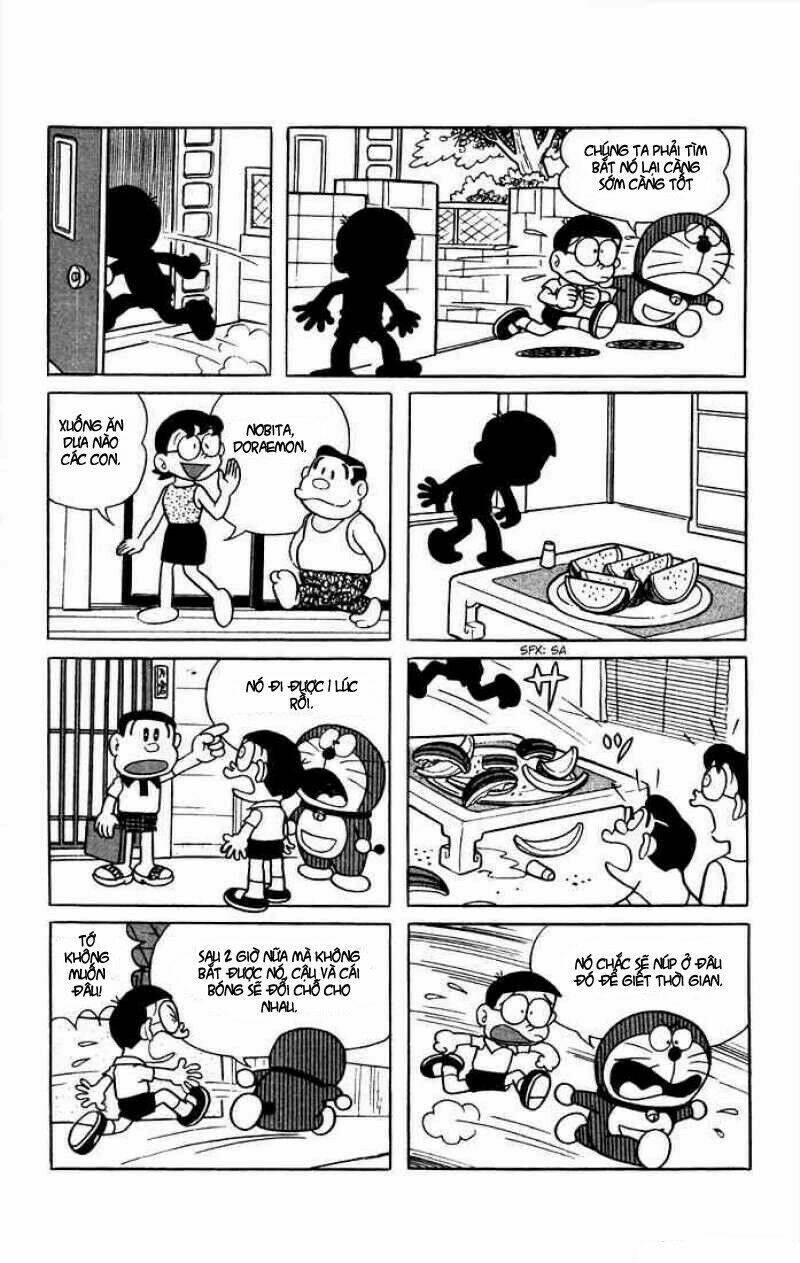 CHÚNG TA PHẢI TÌM
BẮT NÓ LẠI CÀNG
SỚM CÀNG TỐT
XUỐNG ĂN
DƯA NÀO
CÁC CON.
NOBITA,
DORAEMON.
NÓ ĐI ĐƯỢC 1 LÚC
RỒI.
SFX: SA
サ
TỚ
KHÔNG
MUỐN
ĐÂU!
SAU 2 GIỜ NỮA MÀ KHÔNG
BẮT ĐƯỢC NÓ, CẬU VÀ CÁI
BÓNG SẼ ĐỔI CHỖ CHO
NHAU.
NÓ CHẮC SẼ NÚP Ở ĐÂU
ĐÓ ĐỂ GIẾT THỜI GIAN.